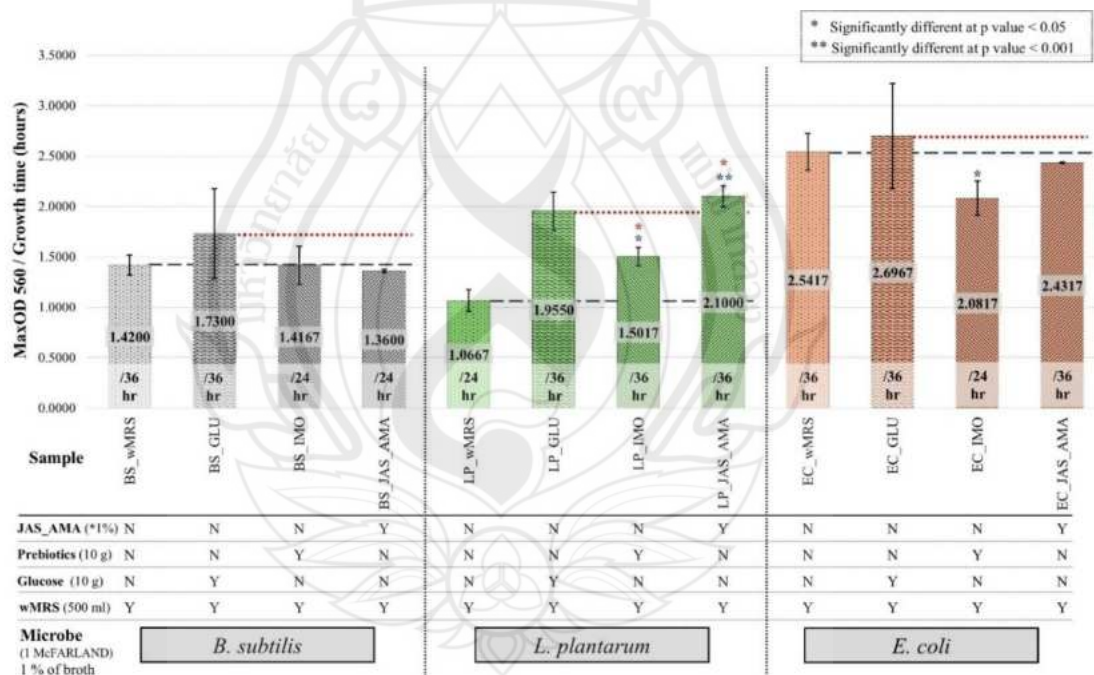 * Significantly different at p value < 0.05
** Significantly different at p value < 0.001
MaxOD 560 / Growth time (hours)
3.5000
3.0000
2.5000
2.0000
1.5000
1.0000
0.5000
0.0000
*
**
*
*
*
*
1.4200
1.7300
1.4167
1.3600
1.0667
1.9550
1.5017
2.1000
2.5417
2.6967
2.0817
2.4317
/36 hr
/36 hr
/24 hr
/24 hr
/24 hr
/36 hr
/36 hr
/36 hr
/36 hr
/36 hr
/24 hr
/36 hr
Sample
BS_wMRS
BS_GLU
BS_IMO
BS_JAS_AMA
LP_wMRS
LP_GLU
LP_IMO
LP_JAS_AMA
EC_wMRS
EC_GLU
EC_IMO
EC_JAS_AMA
JAS_AMA (*1%) N N N Y N N N Y N N N Y
Prebiotics (10 g) N N Y N N N Y N N N Y N
Glucose (10 g) N Y N N N Y N N N Y N N
wMRS (500 ml) Y Y Y Y Y Y Y Y Y Y Y Y
Microbe
(1 McFARLAND)
1 % of broth
B. subtilis
L. plantarum
E. coli